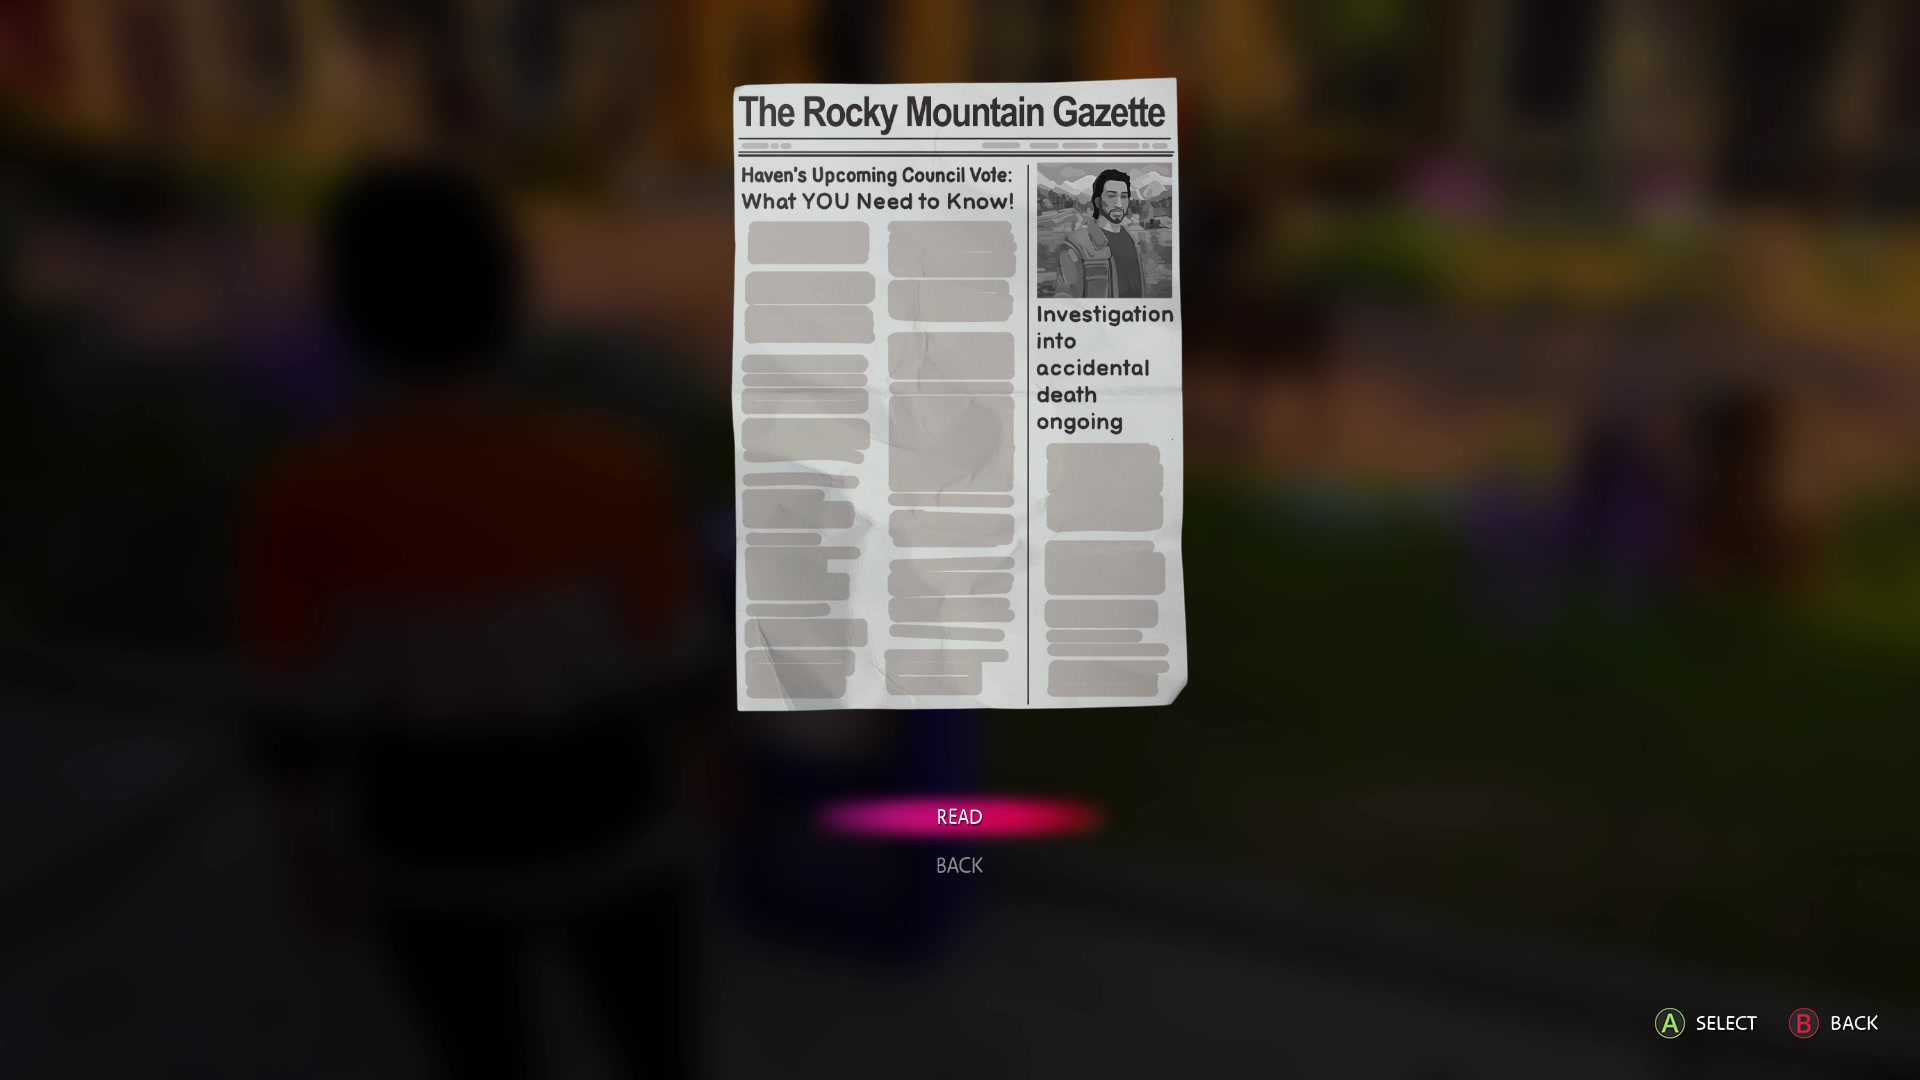 The Rocky Mountain Gazette
Haven's Upcoming Council Vote:
What YOU Need to Know!
Investigation
into
accidental
death
ongoing
READ
BACK
A SELECT B BACK